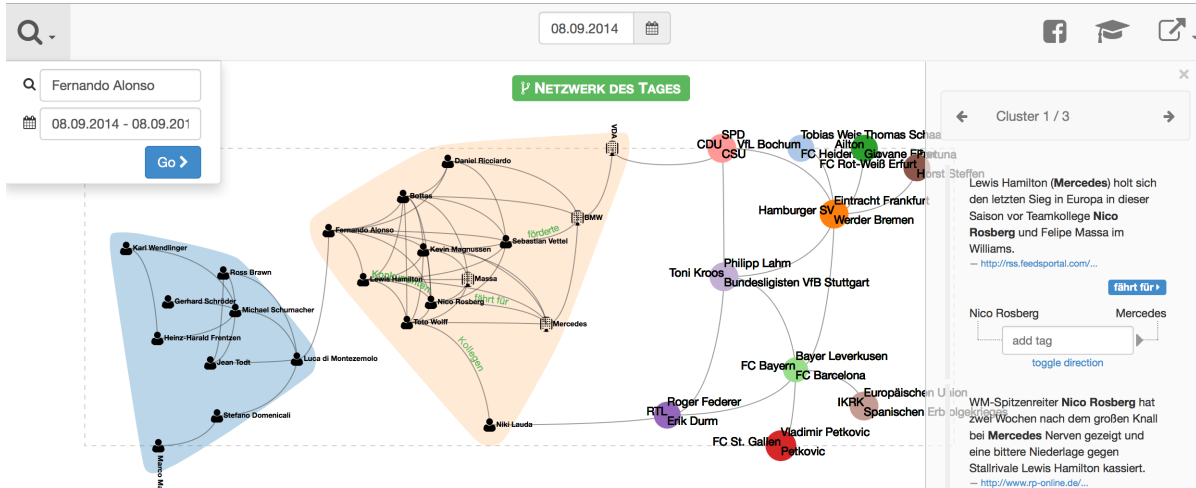 08.09.2014
Fernando Alonso
08.09.2014 - 08.09.201
Go
NETZWERK DES TAGES
Cluster 1 / 3
VDA
Daniel Ricciardo
Bottas
BMW
Fernando Alonso
förderte
Sebastian Vettel
Kevin Magnussen
Lewis Hamilton
Massa
Nico Rosberg
fährt für
Toto Wolff
Mercedes
Kollegen
Niki Lauda
Karl Wendlinger
Ross Brawn
Gerhard Schröder
Michael Schumacher
Heinz-Harald Frentzen
Jean Todt
Luca di Montezemolo
Stefano Domenicali
Marco
SPD
CDU
CSU
VfL Bochum
Tobias Weis
Thomas
Ailton
FC
Giovane
FC Rot-Weiß Erfurt
Horst Steffen
Hamburger SV
Eintracht Frankfurt
Werder Bremen
Philipp Lahm
Toni Kroos
Bundesligisten VfB Stuttgart
Bayer Leverkusen
FC Bayern
FC Barcelona
Europäischen Union
IKRK
Spanischen
Roger Federer
RTL
Erik Durm
Vladimir Petkovic
FC St. Gallen
Petkovic
Lewis Hamilton (Mercedes) holt sich
den letzten Sieg in Europa in dieser
Saison vor Teamkollege Nico
Rosberg und Felipe Massa im
Williams.
— http://rss.feedsportal.com/...
fährt für
Nico Rosberg Mercedes
add tag
toggle direction
WM-Spitzenreiter Nico Rosberg hat
zwei Wochen nach dem großen Knall
bei Mercedes Nerven gezeigt und
eine bittere Niederlage gegen
Stallrivale Lewis Hamilton kassiert.
— http://www.rp-online.de/...